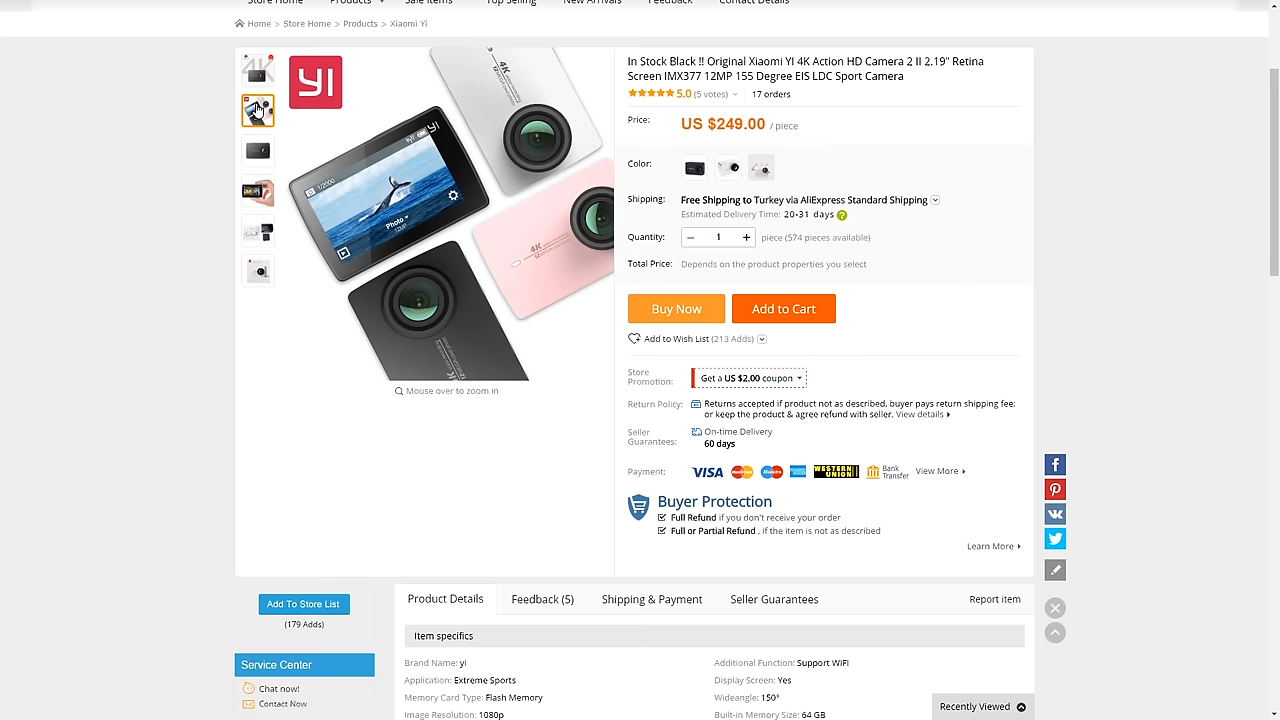 Store Home Products Sale Items Top Selling New Arrivals Feedback Contact Details
Home > Store Home > Products > Xiaomi Yi
YI
In Stock Black !! Original Xiaomi YI 4K Action HD Camera 2 II 2.19" Retina
Screen IMX377 12MP 155 Degree EIS LDC Sport Camera
5.0 (5 votes) 17 orders
Price: US $249.00 / piece
Color:
Shipping: Free Shipping to Turkey via AliExpress Standard Shipping
Estimated Delivery Time: 20-31 days ?
Quantity: − 1 + piece (574 pieces available)
Total Price: Depends on the product properties you select
Buy Now Add to Cart
Add to Wish List (213 Adds)
Store
Promotion: Get a US $2.00 coupon
Return Policy: Returns accepted if product not as described, buyer pays return shipping fee;
or keep the product & agree refund with seller. View details
Seller
Guarantees: On-time Delivery
60 days
Payment: VISA MasterCard Maestro WESTERN UNION Bank Transfer View More
Buyer Protection
Full Refund if you don't receive your order
Full or Partial Refund , if the item is not as described
Learn More
Mouse over to zoom in
4K
4K
1/2000
YI
Photo
12MP
Add To Store List
(179 Adds)
Service Center
Chat now!
Contact Now
Product Details Feedback (5) Shipping & Payment Seller Guarantees Report item
Item specifics
Brand Name: yi Additional Function: Support WIFI
Application: Extreme Sports Display Screen: Yes
Memory Card Type: Flash Memory Wideangle: 150°
Image Resolution: 1080p Built-in Memory Size: 64 GB
Recently Viewed